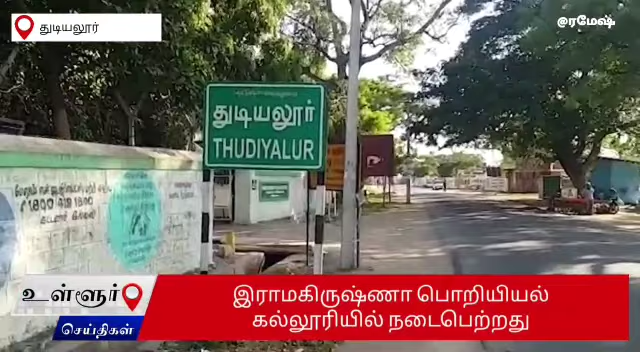 துடியலூர்
@ரமேஷ்
துடியலூர்
THUDIYALUR
உள்ளூர்
செய்திகள்
இராமகிருஷ்ணா பொறியியல்
கல்லூரியில் நடைபெற்றது